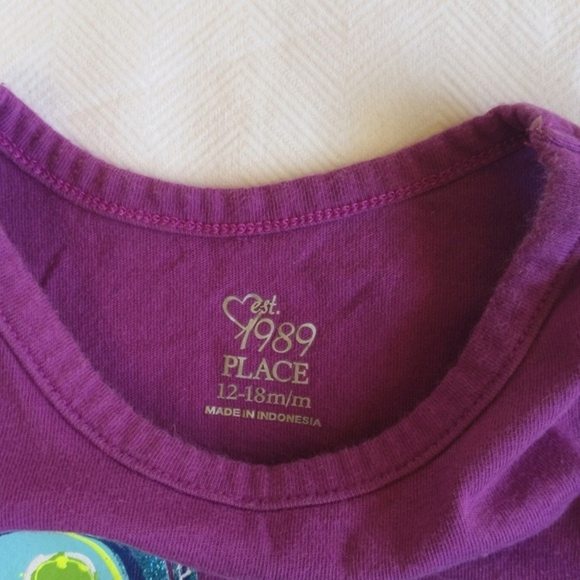 est.
1989
PLACE
12-18m/m
MADE IN INDONESIA